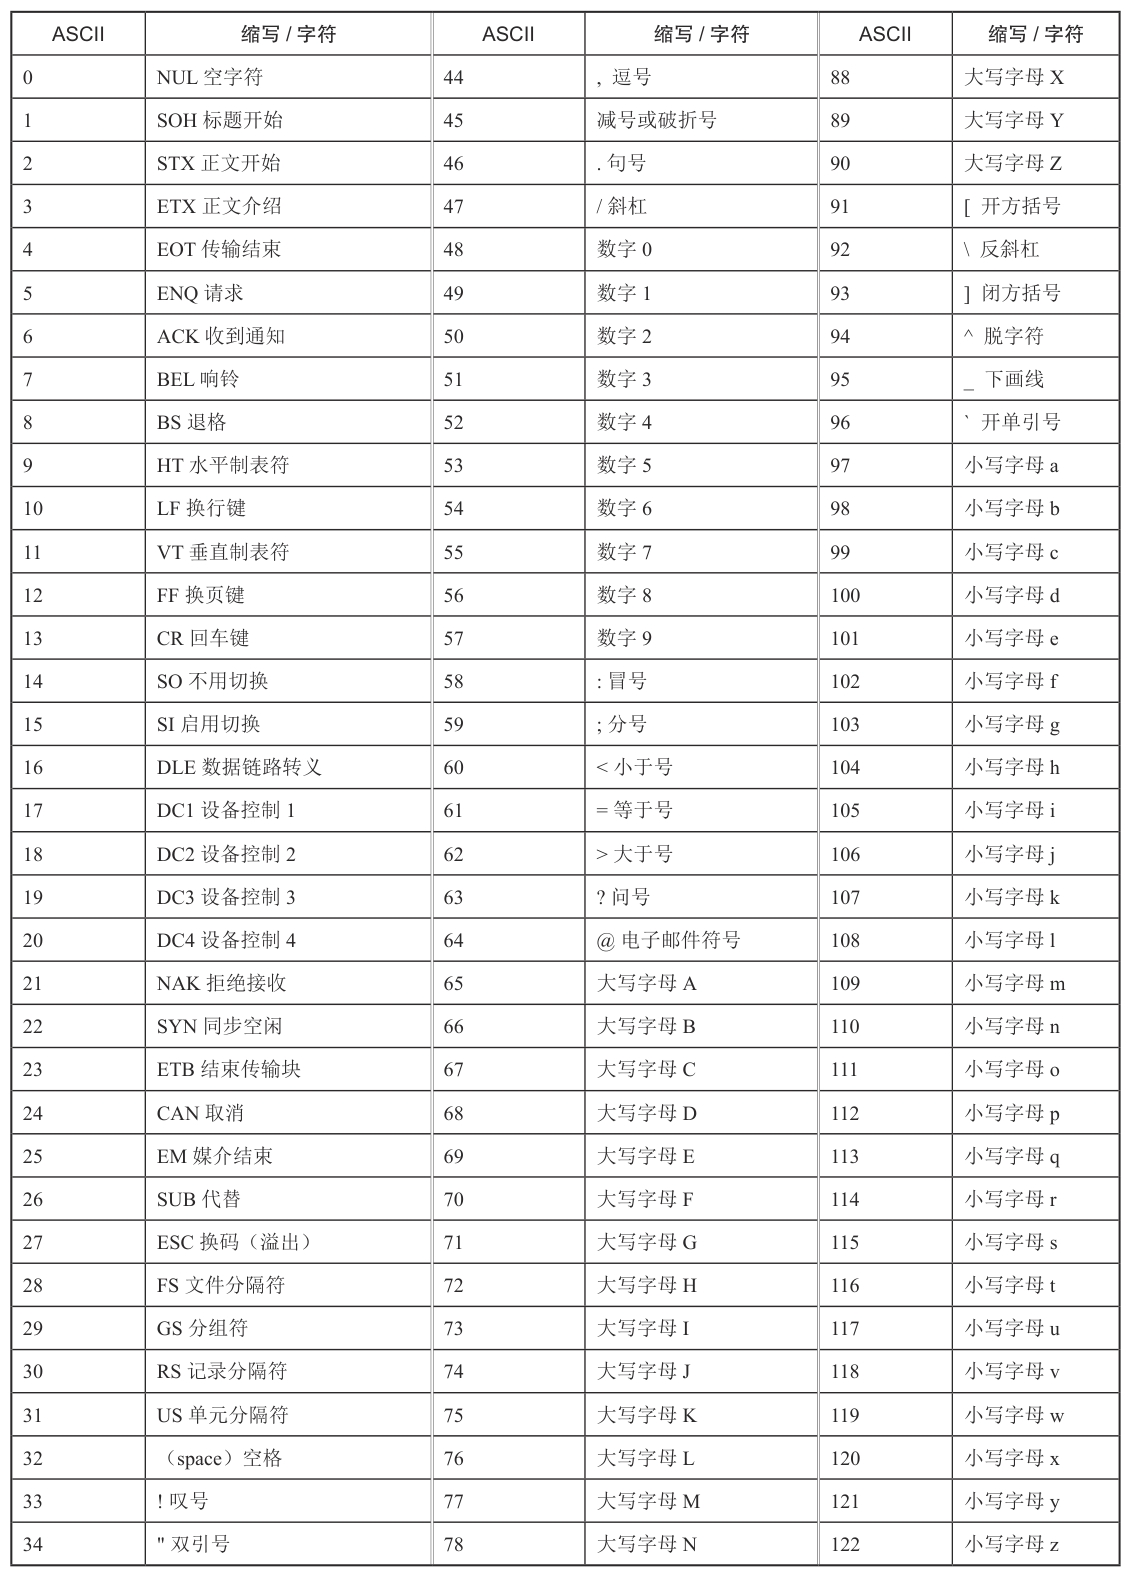 ASCII 缩写 / 字符 ASCII 缩写 / 字符 ASCII 缩写 / 字符
0 NUL 空字符 44 , 逗号 88 大写字母 X
1 SOH 标题开始 45 减号或破折号 89 大写字母 Y
2 STX 正文开始 46 . 句号 90 大写字母 Z
3 ETX 正文介绍 47 / 斜杠 91 [ 开方括号
4 EOT 传输结束 48 数字 0 92 \ 反斜杠
5 ENQ 请求 49 数字 1 93 ] 闭方括号
6 ACK 收到通知 50 数字 2 94 ^ 脱字符
7 BEL 响铃 51 数字 3 95 _ 下画线
8 BS 退格 52 数字 4 96 ` 开单引号
9 HT 水平制表符 53 数字 5 97 小写字母 a
10 LF 换行键 54 数字 6 98 小写字母 b
11 VT 垂直制表符 55 数字 7 99 小写字母 c
12 FF 换页键 56 数字 8 100 小写字母 d
13 CR 回车键 57 数字 9 101 小写字母 e
14 SO 不用切换 58 : 冒号 102 小写字母 f
15 SI 启用切换 59 ; 分号 103 小写字母 g
16 DLE 数据链路转义 60 < 小于号 104 小写字母 h
17 DC1 设备控制 1 61 = 等于号 105 小写字母 i
18 DC2 设备控制 2 62 > 大于号 106 小写字母 j
19 DC3 设备控制 3 63 ? 问号 107 小写字母 k
20 DC4 设备控制 4 64 @ 电子邮件符号 108 小写字母 l
21 NAK 拒绝接收 65 大写字母 A 109 小写字母 m
22 SYN 同步空闲 66 大写字母 B 110 小写字母 n
23 ETB 结束传输块 67 大写字母 C 111 小写字母 o
24 CAN 取消 68 大写字母 D 112 小写字母 p
25 EM 媒介结束 69 大写字母 E 113 小写字母 q
26 SUB 代替 70 大写字母 F 114 小写字母 r
27 ESC 换码（溢出） 71 大写字母 G 115 小写字母 s
28 FS 文件分隔符 72 大写字母 H 116 小写字母 t
29 GS 分组符 73 大写字母 I 117 小写字母 u
30 RS 记录分隔符 74 大写字母 J 118 小写字母 v
31 US 单元分隔符 75 大写字母 K 119 小写字母 w
32 （space）空格 76 大写字母 L 120 小写字母 x
33 ! 叹号 77 大写字母 M 121 小写字母 y
34 " 双引号 78 大写字母 N 122 小写字母 z